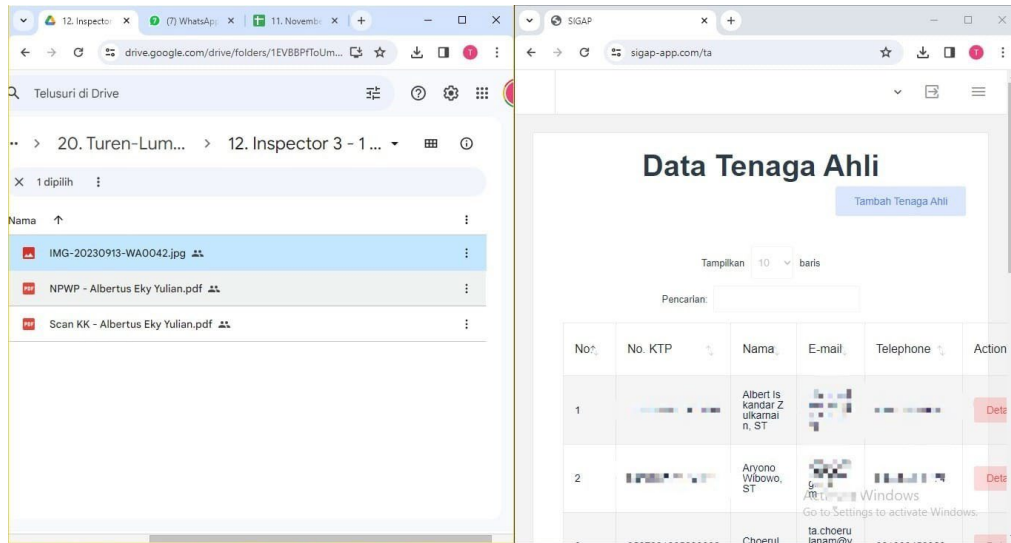 12. Inspector
(7) WhatsAp
11. Novembe
SIGAP
drive.google.com/drive/folders/1EVBBPfToUm...
sigap-app.com/ta
T
T
Telusuri di Drive
20. Turen-Lum... > 12. Inspector 3 - 1 ...
1 dipilih
Nama
IMG-20230913-WA0042.jpg
PDF NPWP - Albertus Eky Yulian.pdf
PDF Scan KK - Albertus Eky Yulian.pdf
Data Tenaga Ahli
Tambah Tenaga Ahli
Tampilkan 10 baris
Pencarian:
No. KTP Nama E-mail Telephone Action
1
Albert Is
kandar Z
ulkarnai
n, ST
Deta
2
Aryono
Wibowo,
ST
Deta
Activate Windows
Go to Settings to activate Windows.
ta.choeru